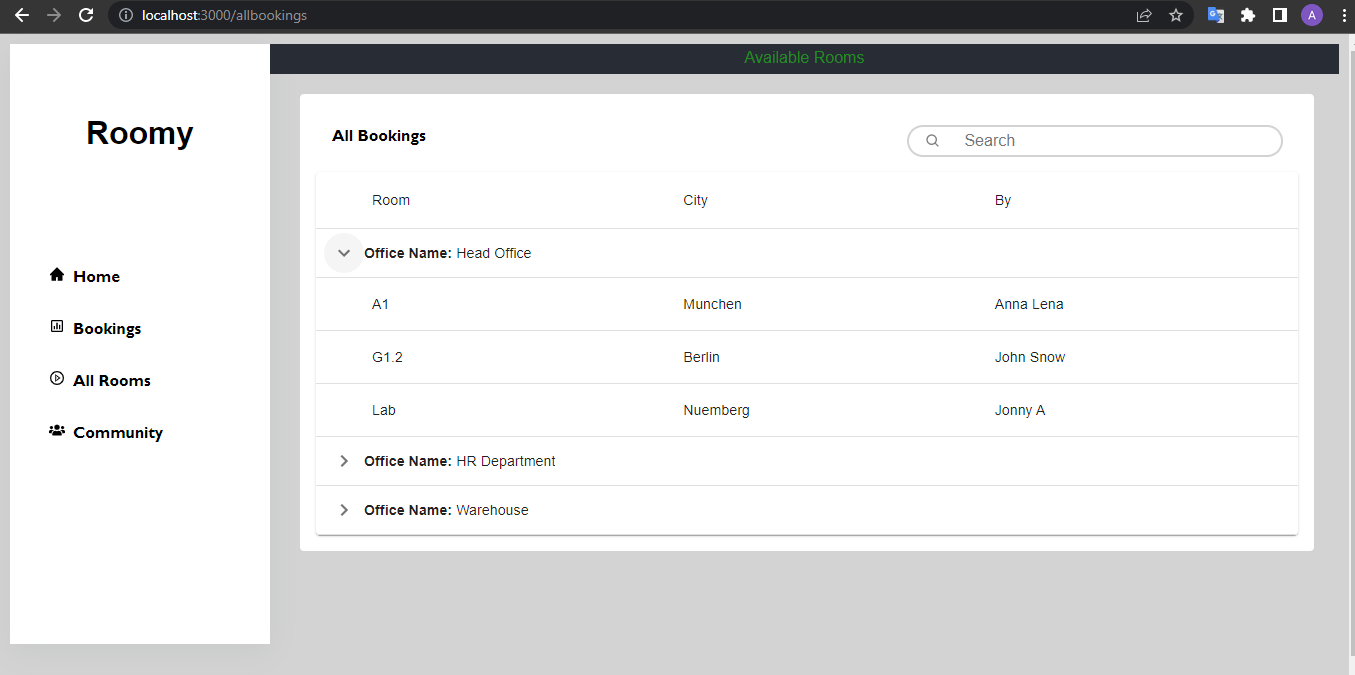 localhost:3000/allbookings
A
Available Rooms
Roomy
Home
Bookings
All Rooms
Community
All Bookings
Search
Room City By
Office Name: Head Office
A1 Munchen Anna Lena
G1.2 Berlin John Snow
Lab Nuemberg Jonny A
Office Name: HR Department
Office Name: Warehouse